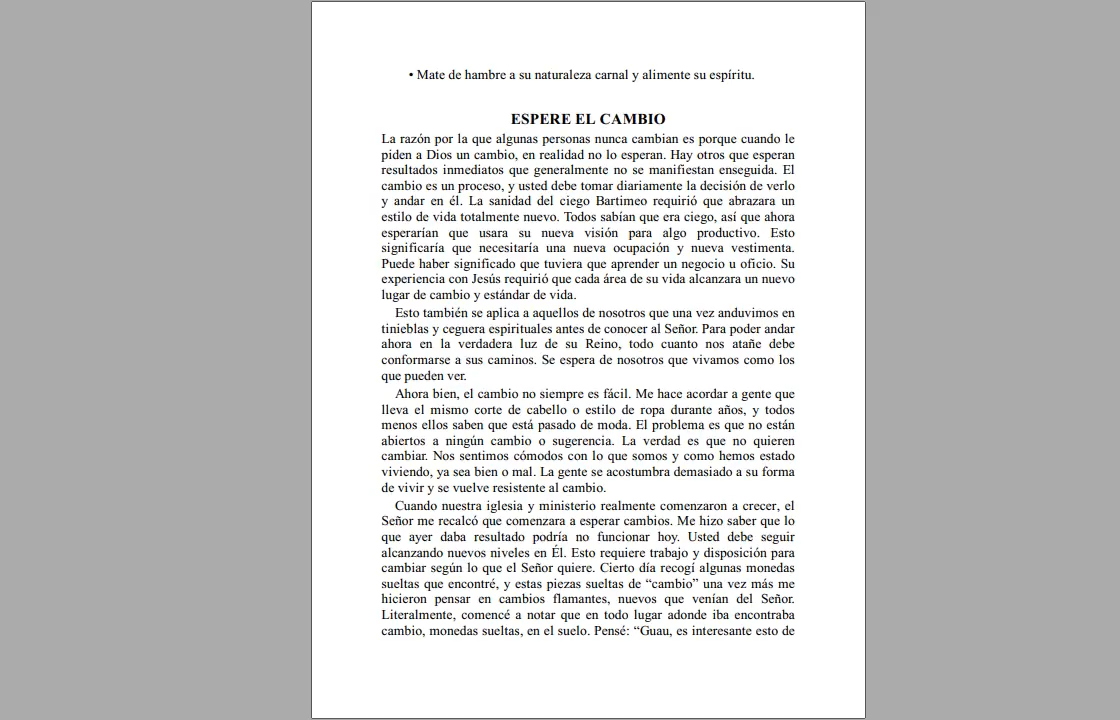 • Mate de hambre a su naturaleza carnal y alimente su espíritu.
ESPERE EL CAMBIO
La razón por la que algunas personas nunca cambian es porque cuando le
piden a Dios un cambio, en realidad no lo esperan. Hay otros que esperan
resultados inmediatos que generalmente no se manifiestan enseguida. El
cambio es un proceso, y usted debe tomar diariamente la decisión de verlo
y andar en él. La sanidad del ciego Bartimeo requirió que abrazara un
estilo de vida totalmente nuevo. Todos sabían que era ciego, así que ahora
esperarían que usara su nueva visión para algo productivo. Esto
significaría que necesitaría una nueva ocupación y nueva vestimenta.
Puede haber significado que tuviera que aprender un negocio u oficio. Su
experiencia con Jesús requirió que cada área de su vida alcanzara un nuevo
lugar de cambio y estándar de vida.
Esto también se aplica a aquellos de nosotros que una vez anduvimos en
tinieblas y ceguera espirituales antes de conocer al Señor. Para poder andar
ahora en la verdadera luz de su Reino, todo cuanto nos atañe debe
conformarse a sus caminos. Se espera de nosotros que vivamos como los
que pueden ver.
Ahora bien, el cambio no siempre es fácil. Me hace acordar a gente que
lleva el mismo corte de cabello o estilo de ropa durante años, y todos
menos ellos saben que está pasado de moda. El problema es que no están
abiertos a ningún cambio o sugerencia. La verdad es que no quieren
cambiar. Nos sentimos cómodos con lo que somos y como hemos estado
viviendo, ya sea bien o mal. La gente se acostumbra demasiado a su forma
de vivir y se vuelve resistente al cambio.
Cuando nuestra iglesia y ministerio realmente comenzaron a crecer, el
Señor me recalcó que comenzara a esperar cambios. Me hizo saber que lo
que ayer daba resultado podría no funcionar hoy. Usted debe seguir
alcanzando nuevos niveles en Él. Esto requiere trabajo y disposición para
cambiar según lo que el Señor quiere. Cierto día recogí algunas monedas
sueltas que encontré, y estas piezas sueltas de “cambio” una vez más me
hicieron pensar en cambios flamantes, nuevos que venían del Señor.
Literalmente, comencé a notar que en todo lugar adonde iba encontraba
cambio, monedas sueltas, en el suelo. Pensé: “Guau, es interesante esto de